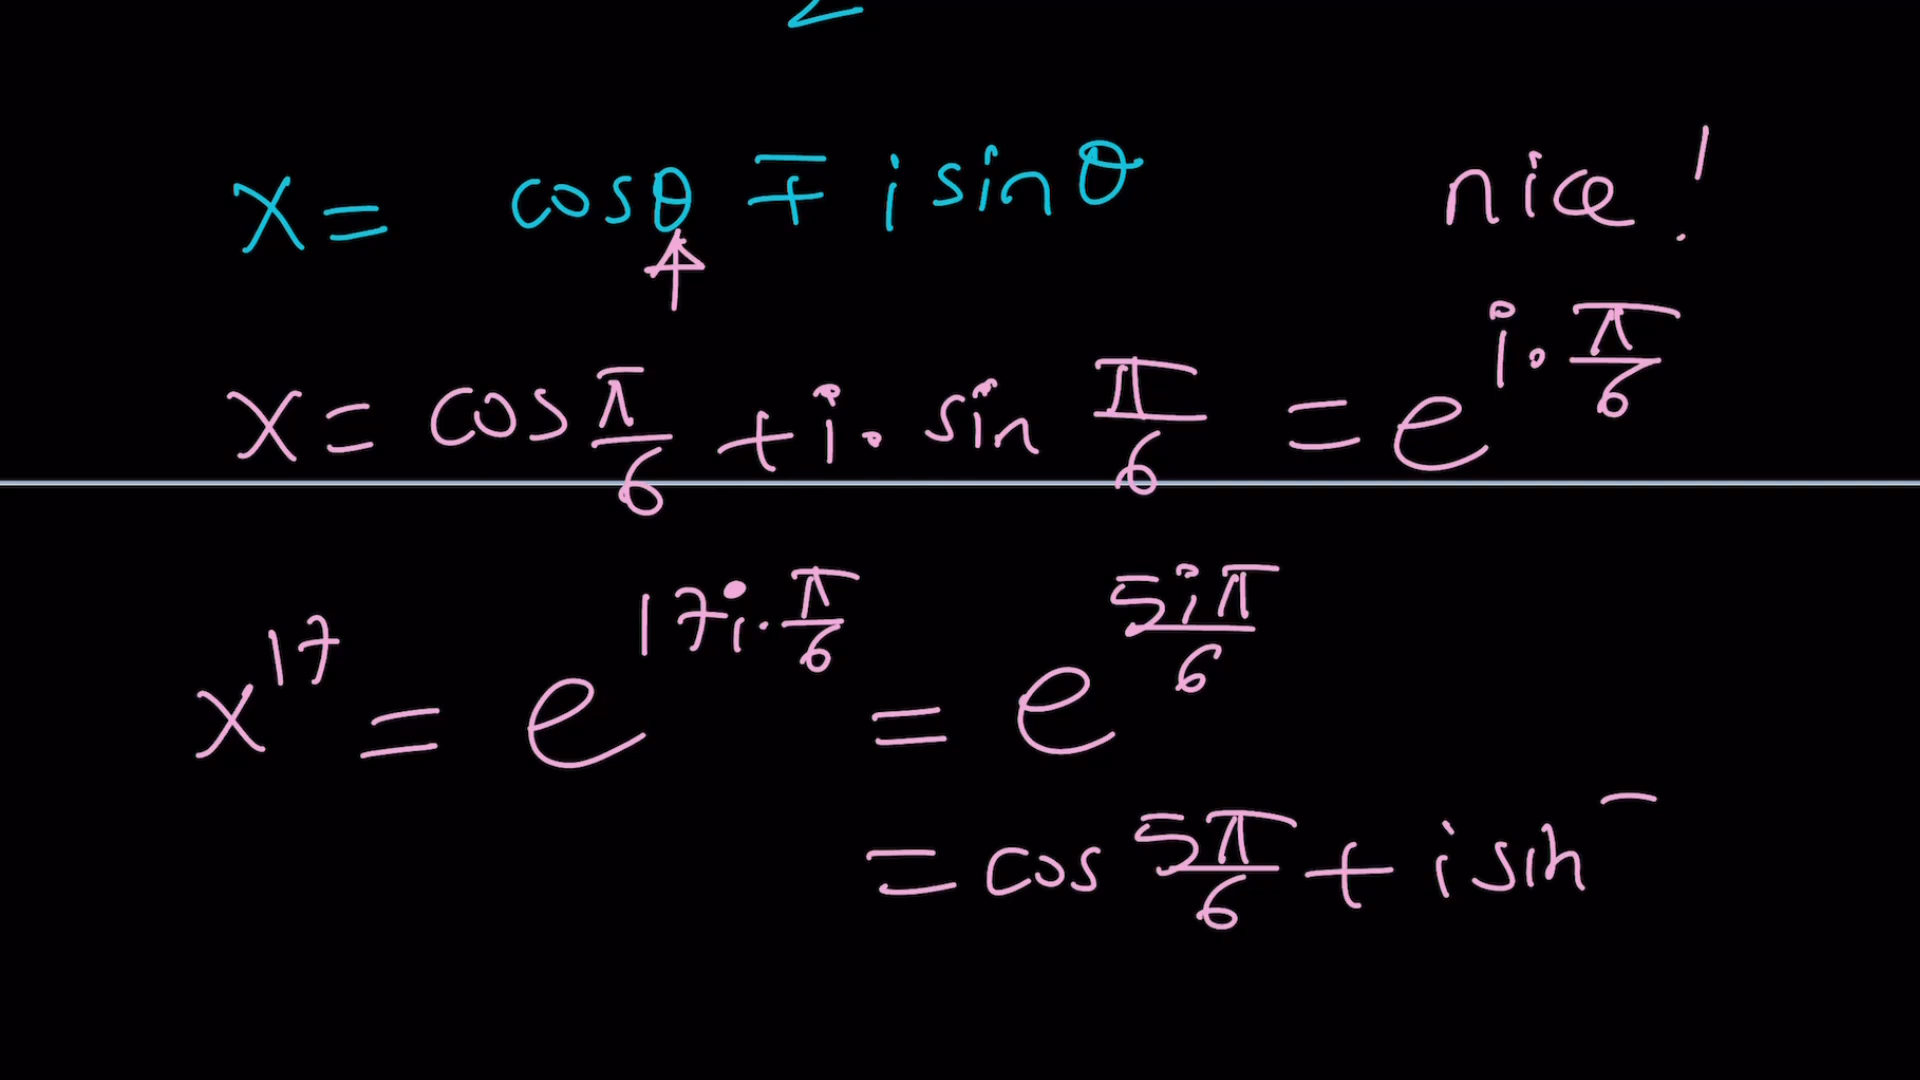 x = cosθ ∓ i sinθ nice!
x = cos π/6 + i · sin π/6 = e^(i · π/6)
x^17 = e^(17i · π/6) = e^(5iπ/6)
= cos 5π/6 + i sin